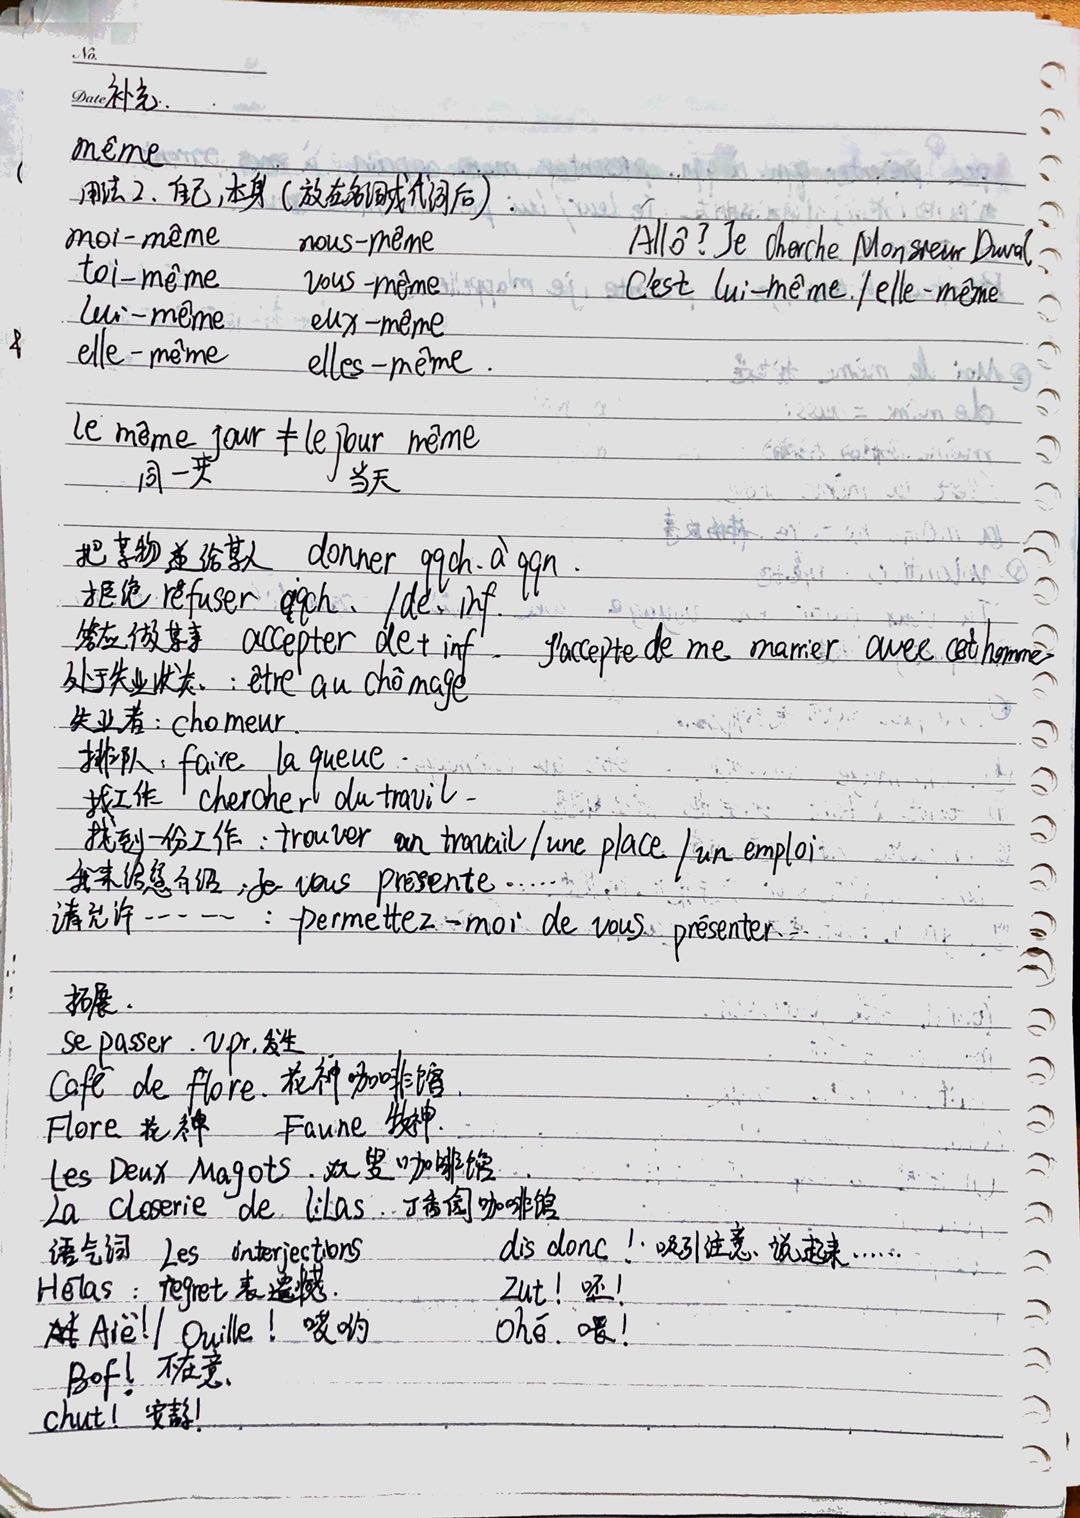 No.
Date 补充.
même
用法2、自己,本身(放在名词或代词后).
moi-même nous-même Allô? Je cherche Monsieur Duval
toi-même vous-même C'est lui-même./elle-même
lui-même eux-même
elle-même elles-même.
le même jour ≠ le jour même
同一天 当天
把某物递给某人 donner qqch. à qqn.
拒绝 refuser qqch. /de. inf.
答应做某事 accepter de + inf. J'accepte de me marrier avec cet homme.
处于失业状态.: être au chômage
失业者: chomeur.
排队: faire la queue.
找工作 chercher du travil.
找到一份工作: trouver un travail/une place/un emploi.
我来给您介绍: je vous présente......
请允许------: permettez-moi de vous présenter...
拓展.
se passer. v.pr. 发生
Café de flore. 花神咖啡馆.
Flore 花神 Faune 牧神.
Les Deux Magots. 双叟咖啡馆.
La closerie de lilas. 丁香园咖啡馆
语气词 Les interjections dis donc!. 吸引注意、说起来......
Hélas: regret表遗憾. Zut! 呸!
Aïe!/ Ouille! 哎哟 Ohé. 喂!
Bof! 不在意.
chut! 安静!